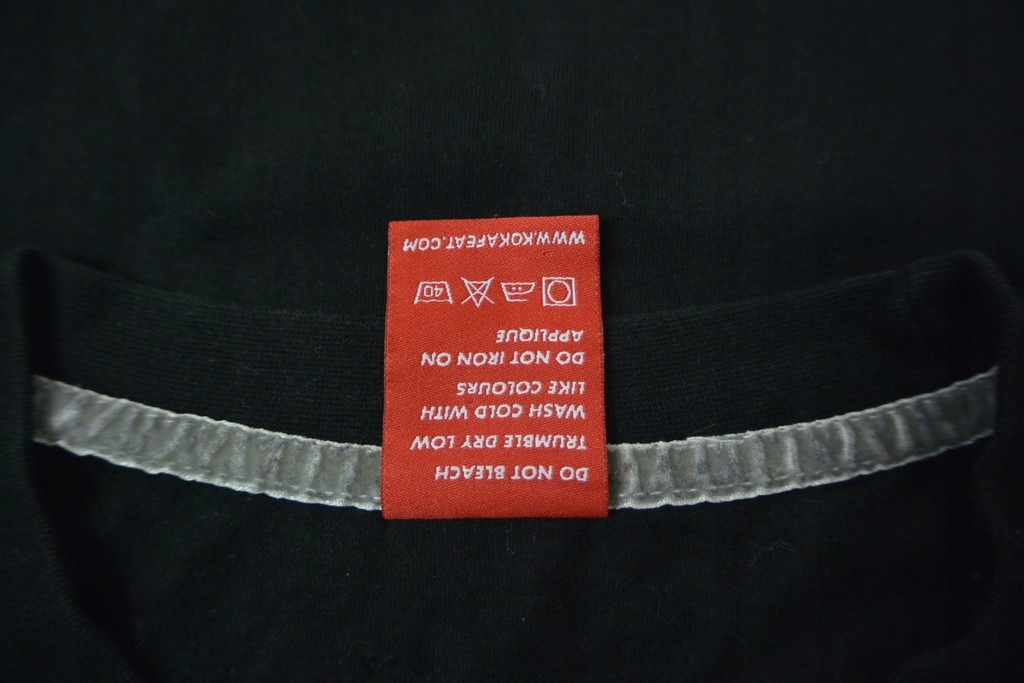 DO NOT BLEACH
TRUMBLE DRY LOW
WASH COLD WITH
LIKE COLOURS
DO NOT IRON ON
APPLIQUE
40
WWW.KOKAFEAT.COM